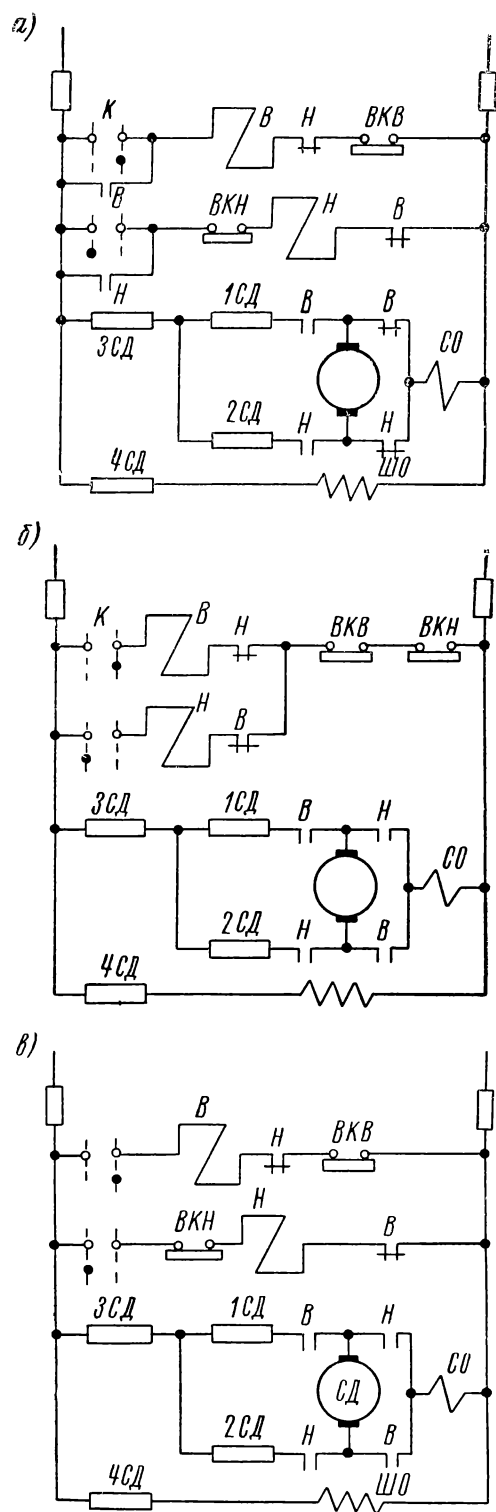 а)
К В Н ВКВ
В
ВКН Н В
Н
3СД 1СД В В
СО
2СД Н Н
4СД ШО
б)
К В Н ВКВ ВКН
Н В
3СД 1СД В Н
СО
2СД Н В
4СД
в)
В Н ВКВ
ВКН Н В
3СД 1СД В Н
СД СО
2СД Н В
4СД ШО